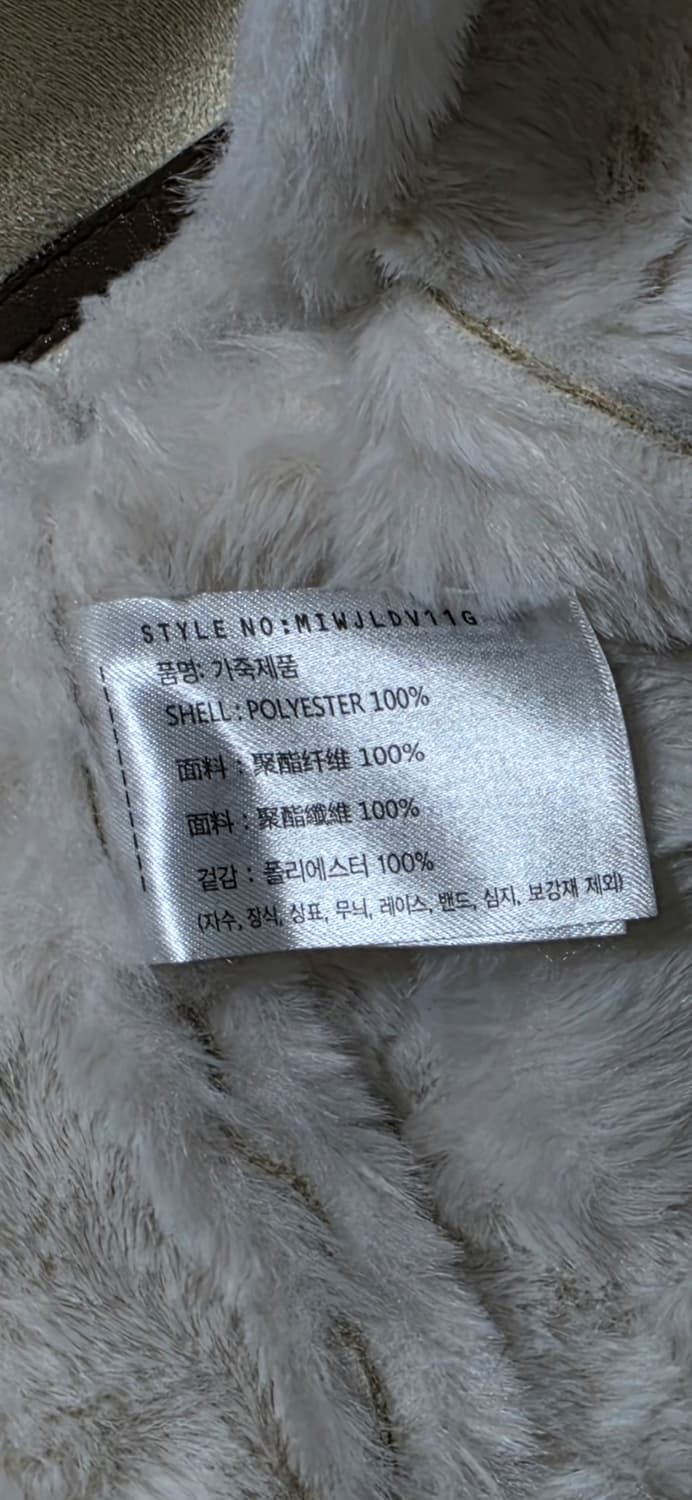 STYLE NO:MIWJLDV11G
품명: 가죽제품
SHELL: POLYESTER 100%
面料 : 聚酯纤维 100%
面料 : 聚酯纖維 100%
겉감 : 폴리에스터 100%
(자수, 장식, 상표, 무늬, 레이스, 밴드, 심지, 보강재 제외)